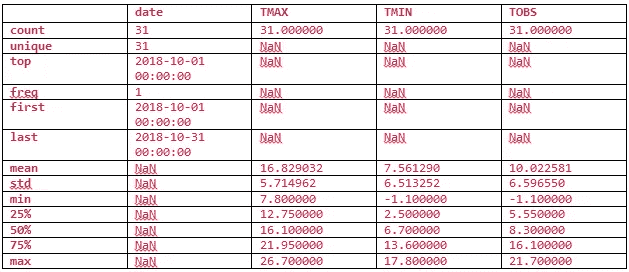 date TMAX TMIN TOBS
count 31 31.000000 31.000000 31.000000
unique 31 NaN NaN NaN
top 2018-10-01 NaN NaN NaN
00:00:00
freq 1 NaN NaN NaN
first 2018-10-01 NaN NaN NaN
00:00:00
last 2018-10-31 NaN NaN NaN
00:00:00
mean NaN 16.829032 7.561290 10.022581
std NaN 5.714962 6.513252 6.596550
min NaN 7.800000 -1.100000 -1.100000
25% NaN 12.750000 2.500000 5.550000
50% NaN 16.100000 6.700000 8.300000
75% NaN 21.950000 13.600000 16.100000
max NaN 26.700000 17.800000 21.700000